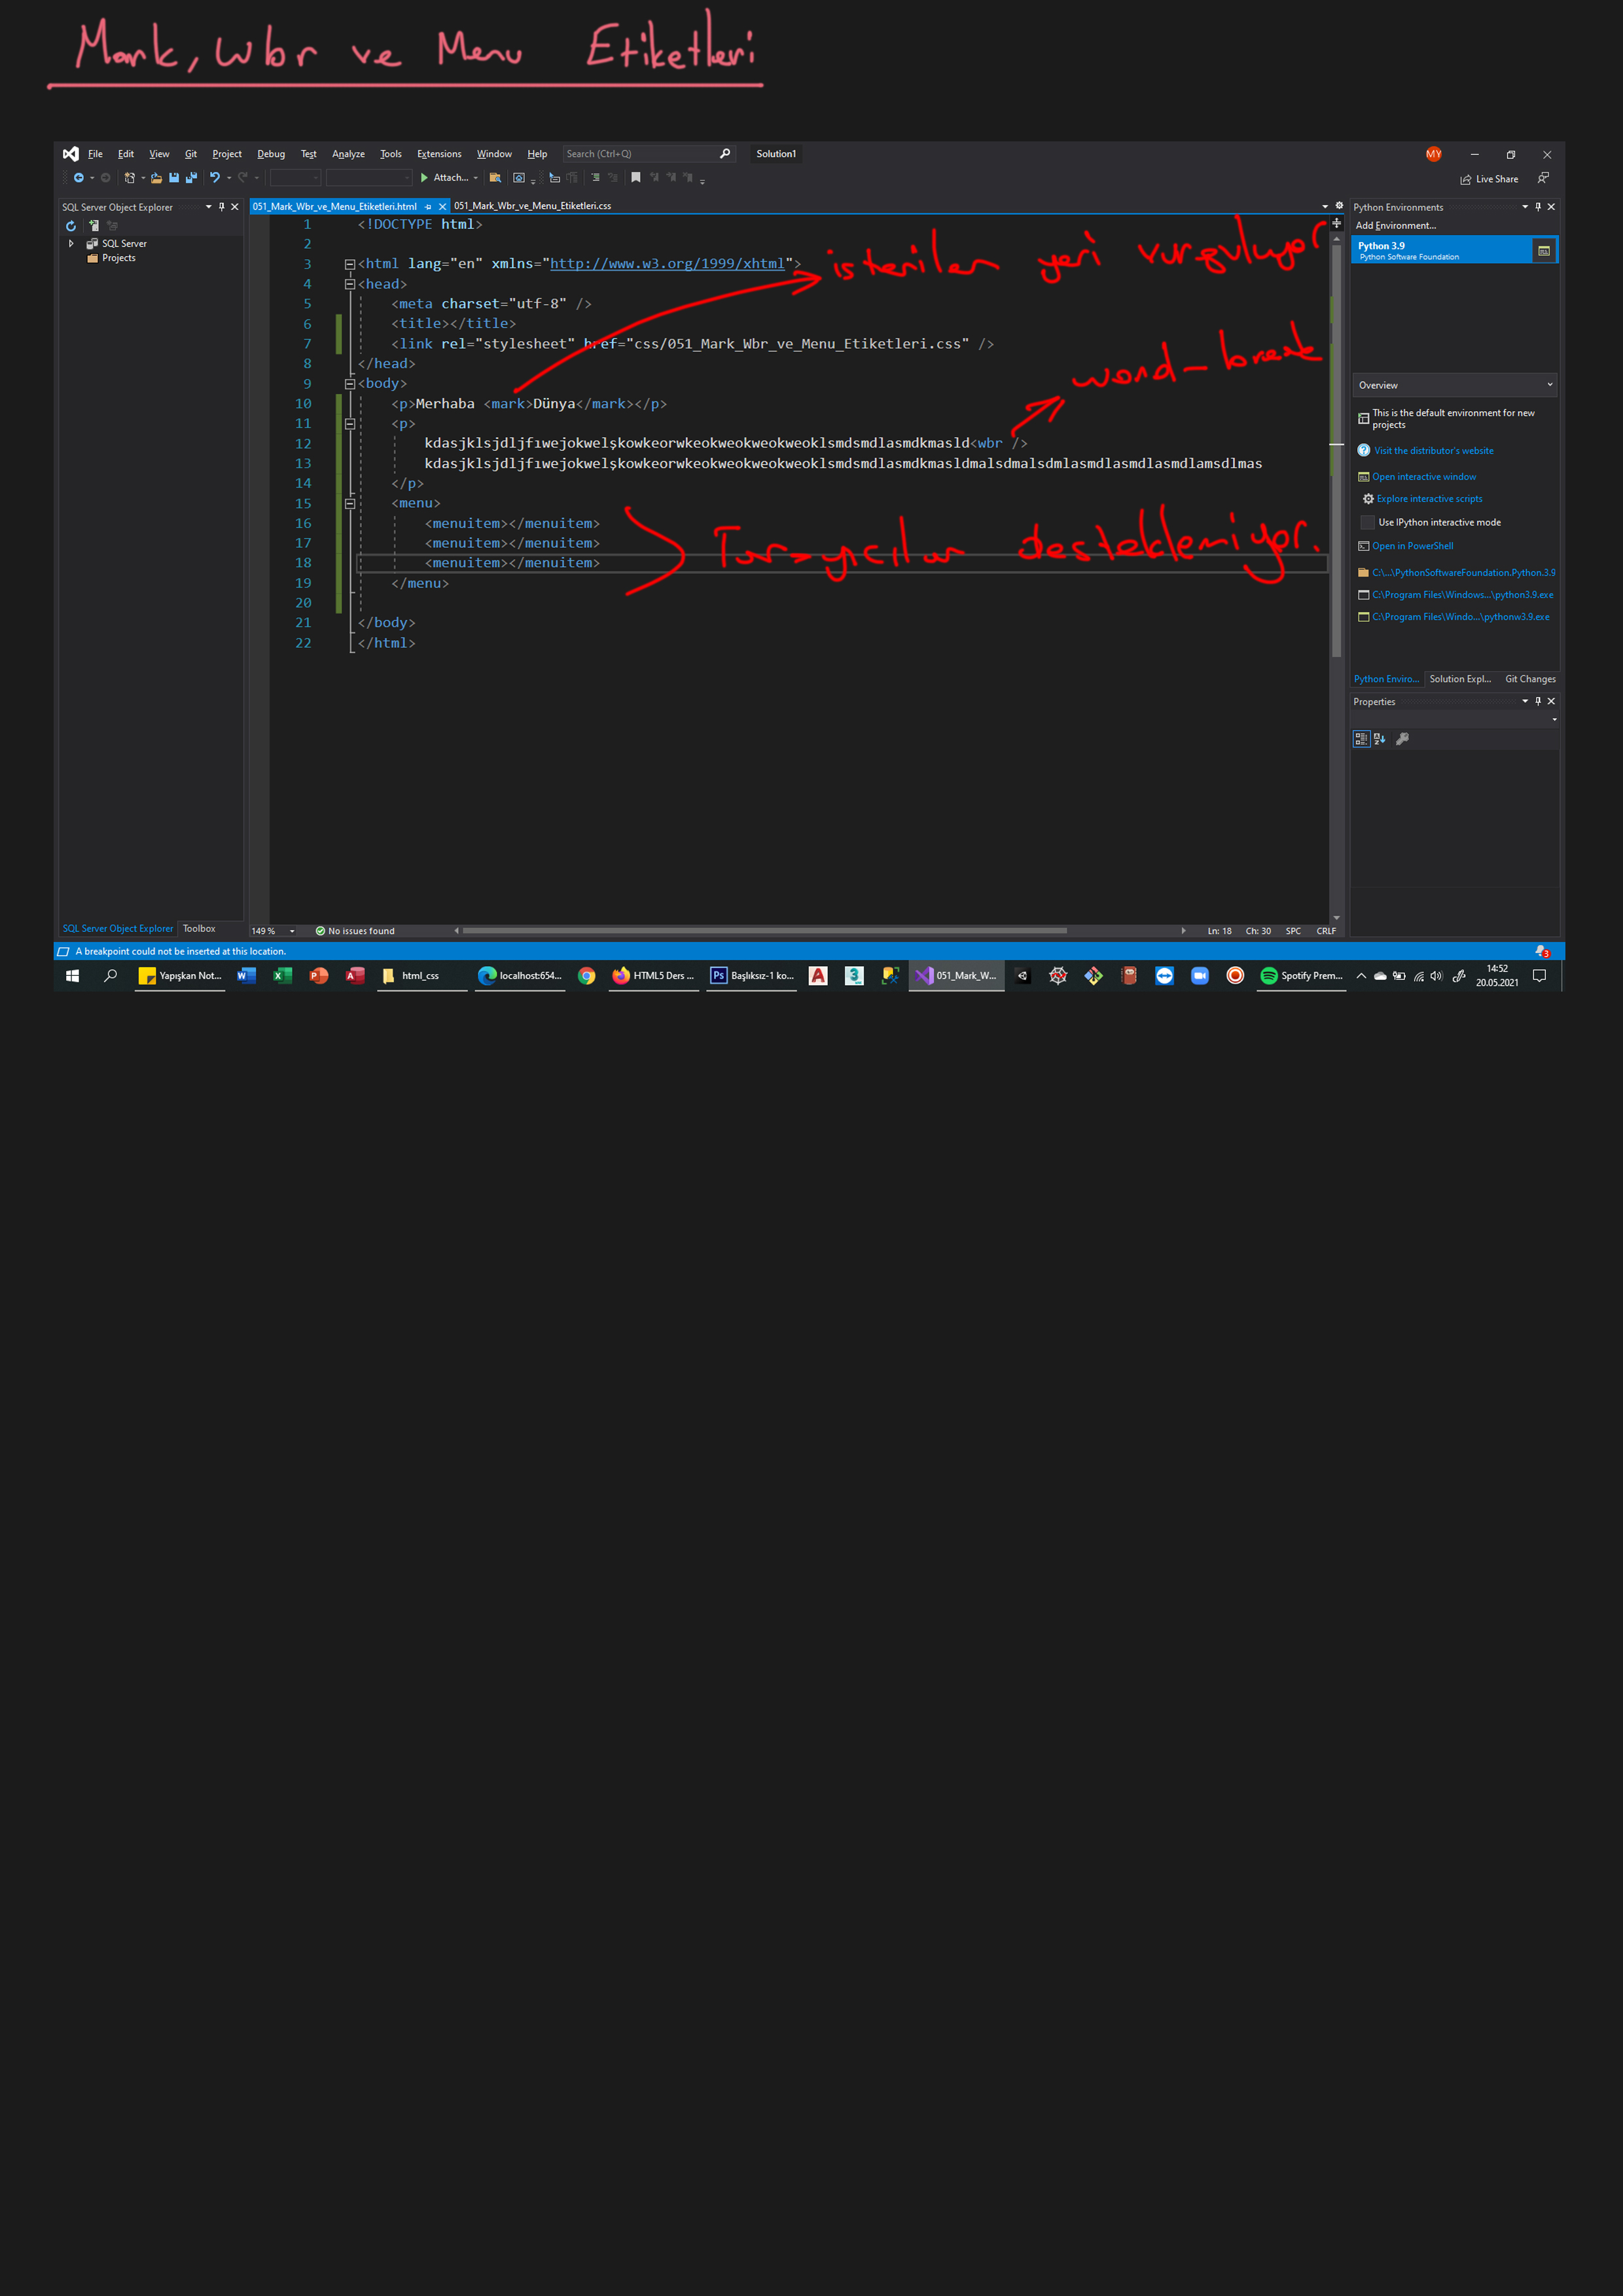 Mark, Wbr ve Menu Etiketleri
File Edit View Git Project Debug Test Analyze Tools Extensions Window Help Search (Ctrl+Q) Solution1 MY
Attach... Live Share
SQL Server Object Explorer
SQL Server
Projects
051_Mark_Wbr_ve_Menu_Etiketleri.html 051_Mark_Wbr_ve_Menu_Etiketleri.css
1 <!DOCTYPE html>
2
3 <html lang="en" xmlns="http://www.w3.org/1999/xhtml">
istenilen yeri vurguluyor
4 <head>
5 <meta charset="utf-8" />
6 <title></title>
7 <link rel="stylesheet" href="css/051_Mark_Wbr_ve_Menu_Etiketleri.css" />
8 </head>
word-break
9 <body>
10 <p>Merhaba <mark>Dünya</mark></p>
11 <p>
12 kdasjklsjdljfıwejokwelşkowkeorwkeokweokweokweoklsmdsmdlasmdkmasld<wbr />
13 kdasjklsjdljfıwejokwelşkowkeorwkeokweokweokweoklsmdsmdlasmdkmasldmalsdmalsdmlasmdlasmdlasmdlamsdlmas
14 </p>
15 <menu>
16 <menuitem></menuitem>
17 <menuitem></menuitem>
Tarayıcılar desteklemiyor.
18 <menuitem></menuitem>
19 </menu>
20
21 </body>
22 </html>
Python Environments
Add Environment...
Python 3.9
Python Software Foundation
Overview
This is the default environment for new
projects
Visit the distributor's website
Open interactive window
Explore interactive scripts
Use IPython interactive mode
Open in PowerShell
C:\...\PythonSoftwareFoundation.Python.3.9
C:\Program Files\Windows...\python3.9.exe
C:\Program Files\Windo...\pythonw3.9.exe
Python Enviro... Solution Expl... Git Changes
Properties
SQL Server Object Explorer Toolbox
149 % No issues found Ln: 18 Ch: 30 SPC CRLF
A breakpoint could not be inserted at this location. 3
Yapışkan Not... html_css localhost:654... HTML5 Ders ... Ps Başlıksız-1 ko... 051_Mark_W... Spotify Prem... 14:52
20.05.2021